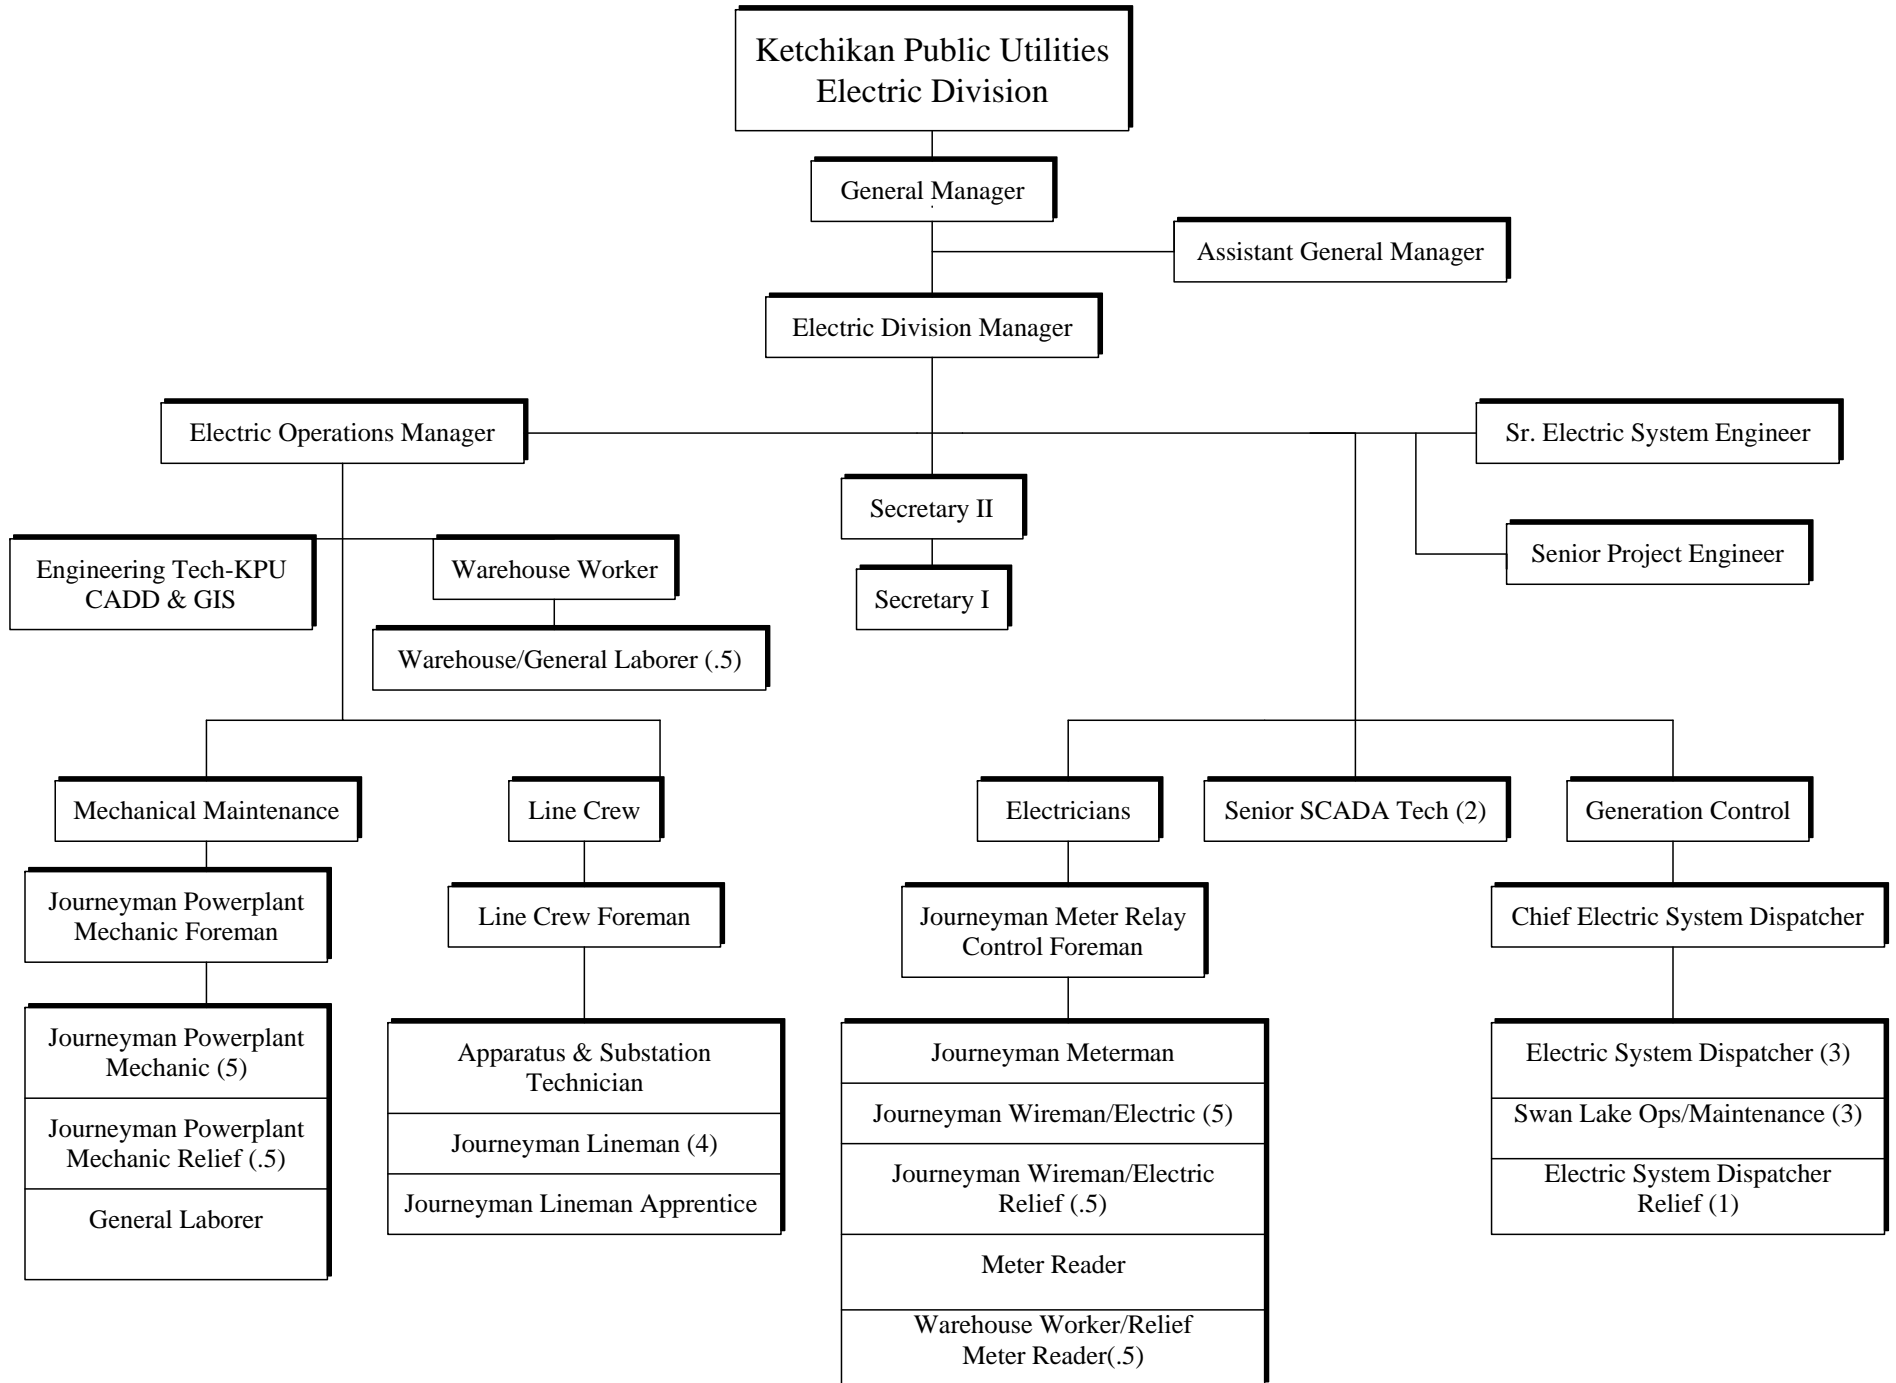 Ketchikan Public Utilities
Electric Division
General Manager
Assistant General Manager
Electric Division Manager
Electric Operations Manager
Sr. Electric System Engineer
Secretary II
Senior Project Engineer
Engineering Tech-KPU
CADD & GIS
Warehouse Worker
Secretary I
Warehouse/General Laborer (.5)
Mechanical Maintenance
Line Crew
Electricians
Senior SCADA Tech (2)
Generation Control
Journeyman Powerplant
Mechanic Foreman
Line Crew Foreman
Journeyman Meter Relay
Control Foreman
Chief Electric System Dispatcher
Journeyman Powerplant
Mechanic (5)
Journeyman Powerplant
Mechanic Relief (.5)
General Laborer
Apparatus & Substation
Technician
Journeyman Lineman (4)
Journeyman Lineman Apprentice
Journeyman Meterman
Journeyman Wireman/Electric (5)
Journeyman Wireman/Electric
Relief (.5)
Meter Reader
Warehouse Worker/Relief
Meter Reader(.5)
Electric System Dispatcher (3)
Swan Lake Ops/Maintenance (3)
Electric System Dispatcher
Relief (1)